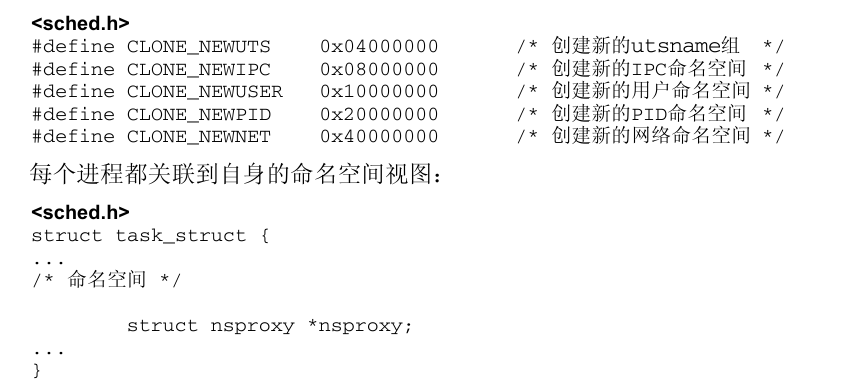 <sched.h>
#define CLONE_NEWUTS    0x04000000       /* 创建新的utsname组  */
#define CLONE_NEWIPC    0x08000000       /* 创建新的IPC命名空间 */
#define CLONE_NEWUSER   0x10000000       /* 创建新的用户命名空间 */
#define CLONE_NEWPID    0x20000000       /* 创建新的PID命名空间 */
#define CLONE_NEWNET    0x40000000       /* 创建新的网络命名空间 */
每个进程都关联到自身的命名空间视图：
<sched.h>
struct task_struct {
...
/* 命名空间 */
        struct nsproxy *nsproxy;
...
}